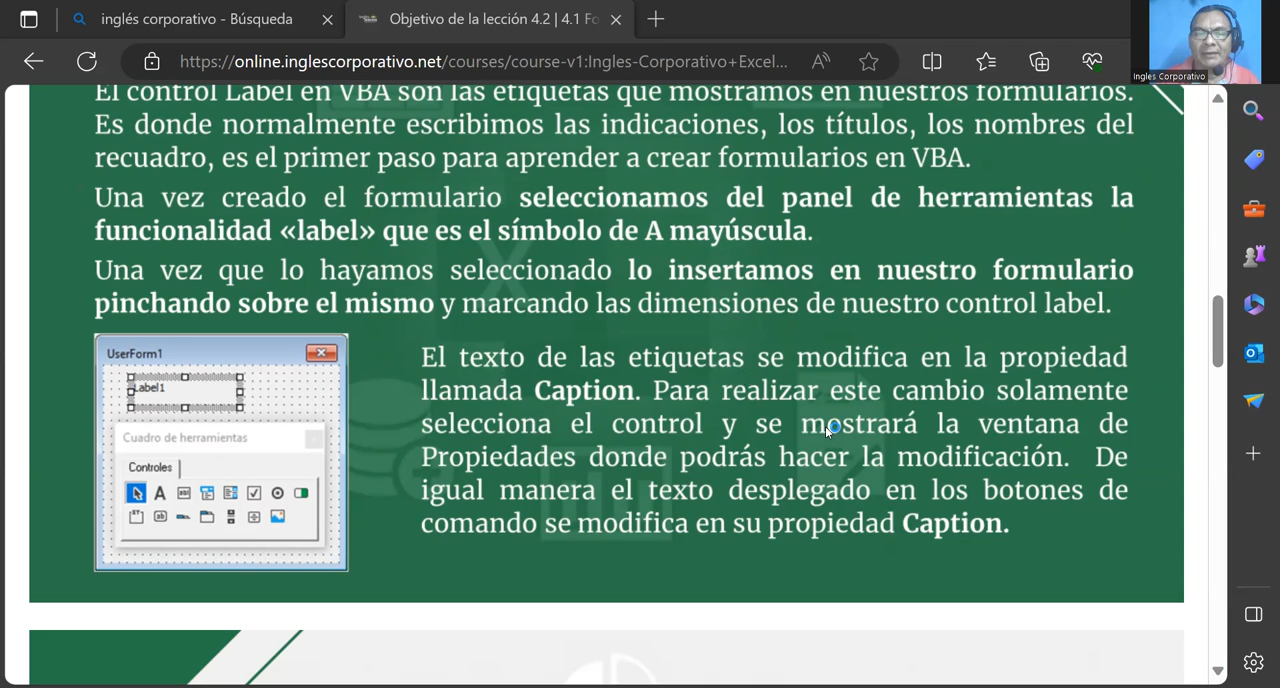 inglés corporativo - Búsqueda
Objetivo de la lección 4.2 | 4.1 Fo
https://online.inglescorporativo.net/courses/course-v1:Ingles-Corporativo+Excel...
Ingles Corporativo
El control Label en VBA son las etiquetas que mostramos en nuestros formularios.
Es donde normalmente escribimos las indicaciones, los títulos, los nombres del
recuadro, es el primer paso para aprender a crear formularios en VBA.
Una vez creado el formulario seleccionamos del panel de herramientas la
funcionalidad «label» que es el símbolo de A mayúscula.
Una vez que lo hayamos seleccionado lo insertamos en nuestro formulario
pinchando sobre el mismo y marcando las dimensiones de nuestro control label.
UserForm1
Label1
Cuadro de herramientas
Controles
El texto de las etiquetas se modifica en la propiedad
llamada Caption. Para realizar este cambio solamente
selecciona el control y se mostrará la ventana de
Propiedades donde podrás hacer la modificación. De
igual manera el texto desplegado en los botones de
comando se modifica en su propiedad Caption.